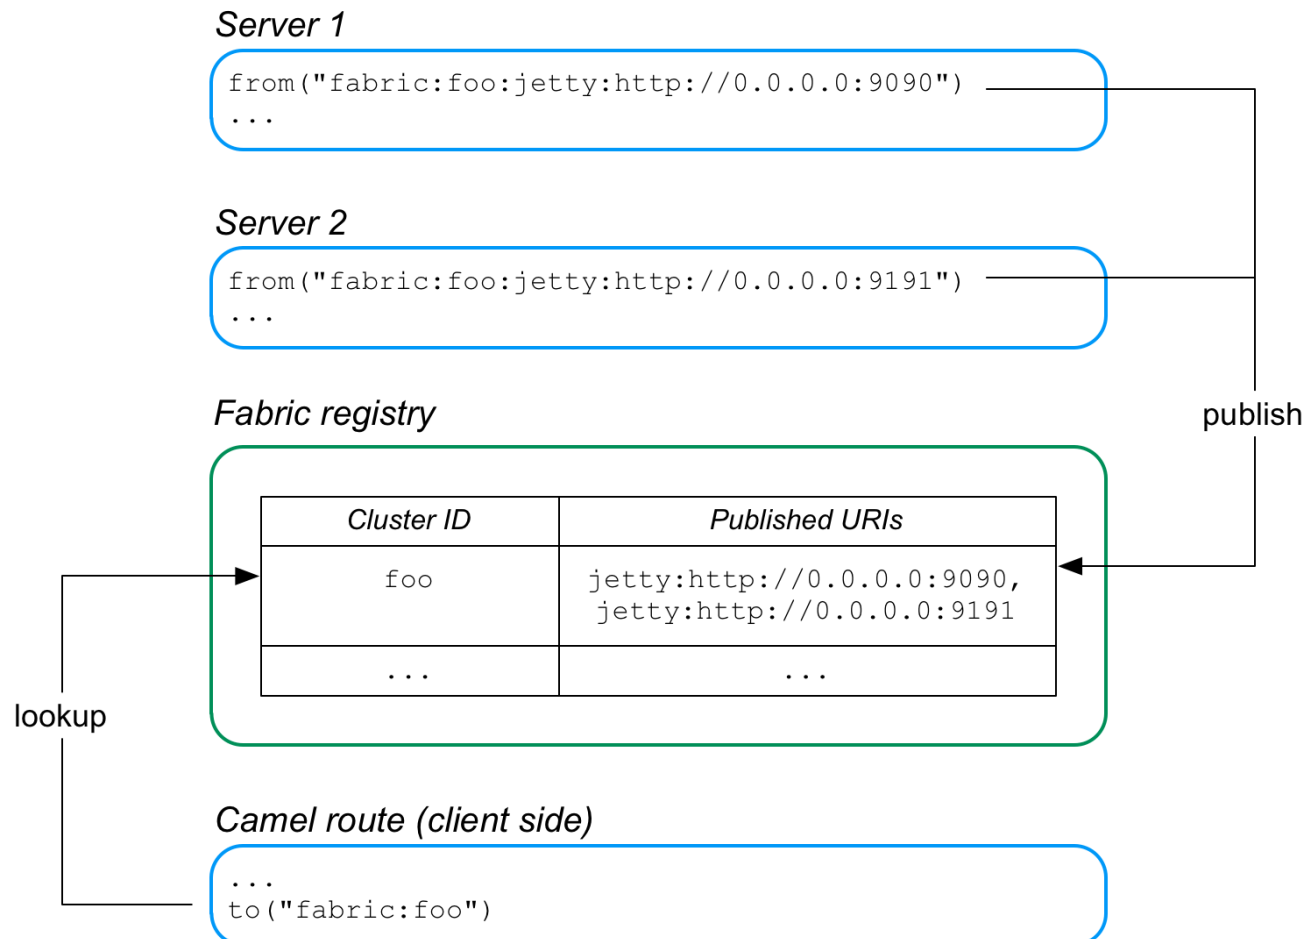 Server 1
from("fabric:foo:jetty:http://0.0.0.0:9090")
...
Server 2
from("fabric:foo:jetty:http://0.0.0.0:9191")
...
Fabric registry
publish
Cluster ID Published URIs
foo jetty:http://0.0.0.0:9090,
jetty:http://0.0.0.0:9191
... ...
lookup
Camel route (client side)
...
to("fabric:foo")